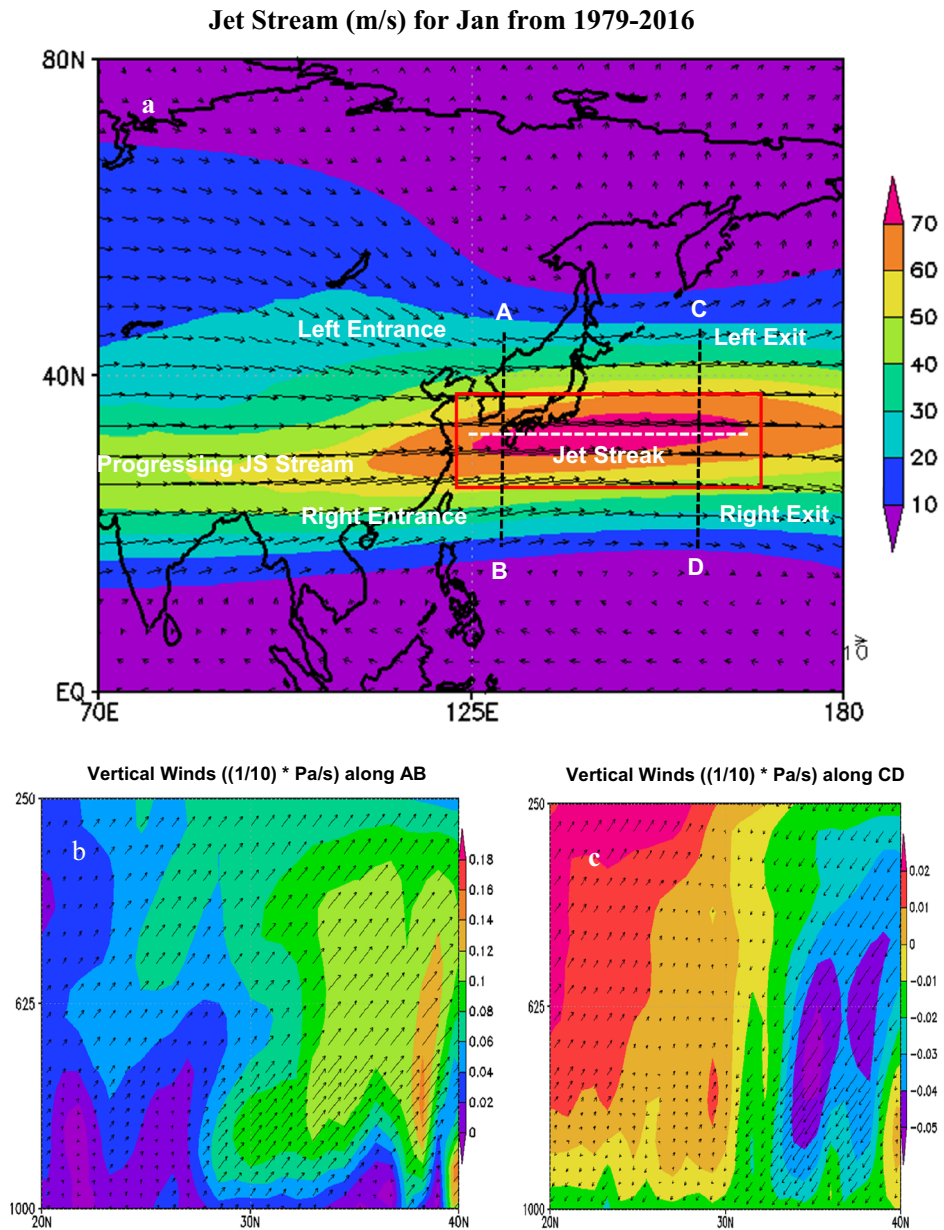 Jet Stream (m/s) for Jan from 1979-2016
80N
a
70
60
50
40
30
20
10
A
C
Left Entrance
Left Exit
40N
Jet Streak
Progressing JS Stream
Right Entrance
Right Exit
B
D
10
EQ
70E
125E
180
Vertical Winds ((1/10) * Pa/s) along AB
250
b
625
1000
20N
30N
40N
0.18
0.16
0.14
0.12
0.1
0.08
0.06
0.04
0.02
0
Vertical Winds ((1/10) * Pa/s) along CD
250
c
625
1000
20N
30N
40N
0.02
0.01
0
-0.01
-0.02
-0.03
-0.04
-0.05